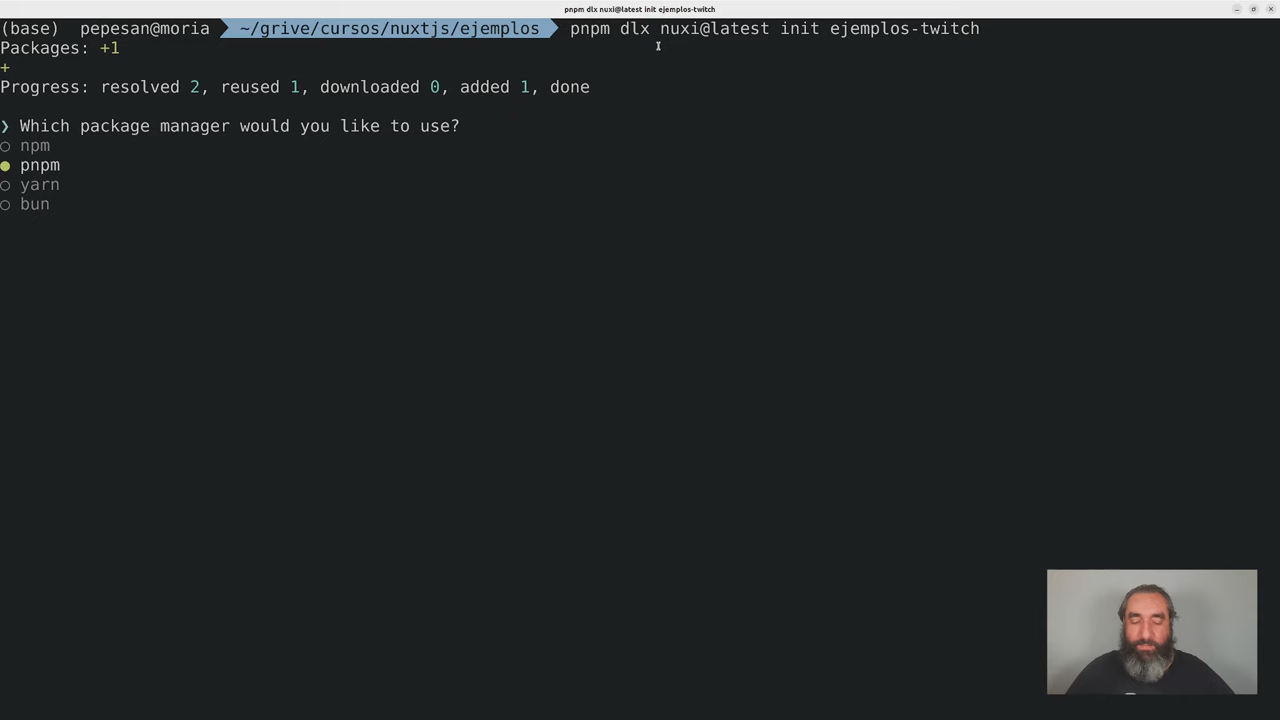 pnpm dlx nuxi@latest init ejemplos-twitch
(base) pepesan@moria ~/grive/cursos/nuxtjs/ejemplos pnpm dlx nuxi@latest init ejemplos-twitch
Packages: +1
+
Progress: resolved 2, reused 1, downloaded 0, added 1, done
❯ Which package manager would you like to use?
○ npm
● pnpm
○ yarn
○ bun